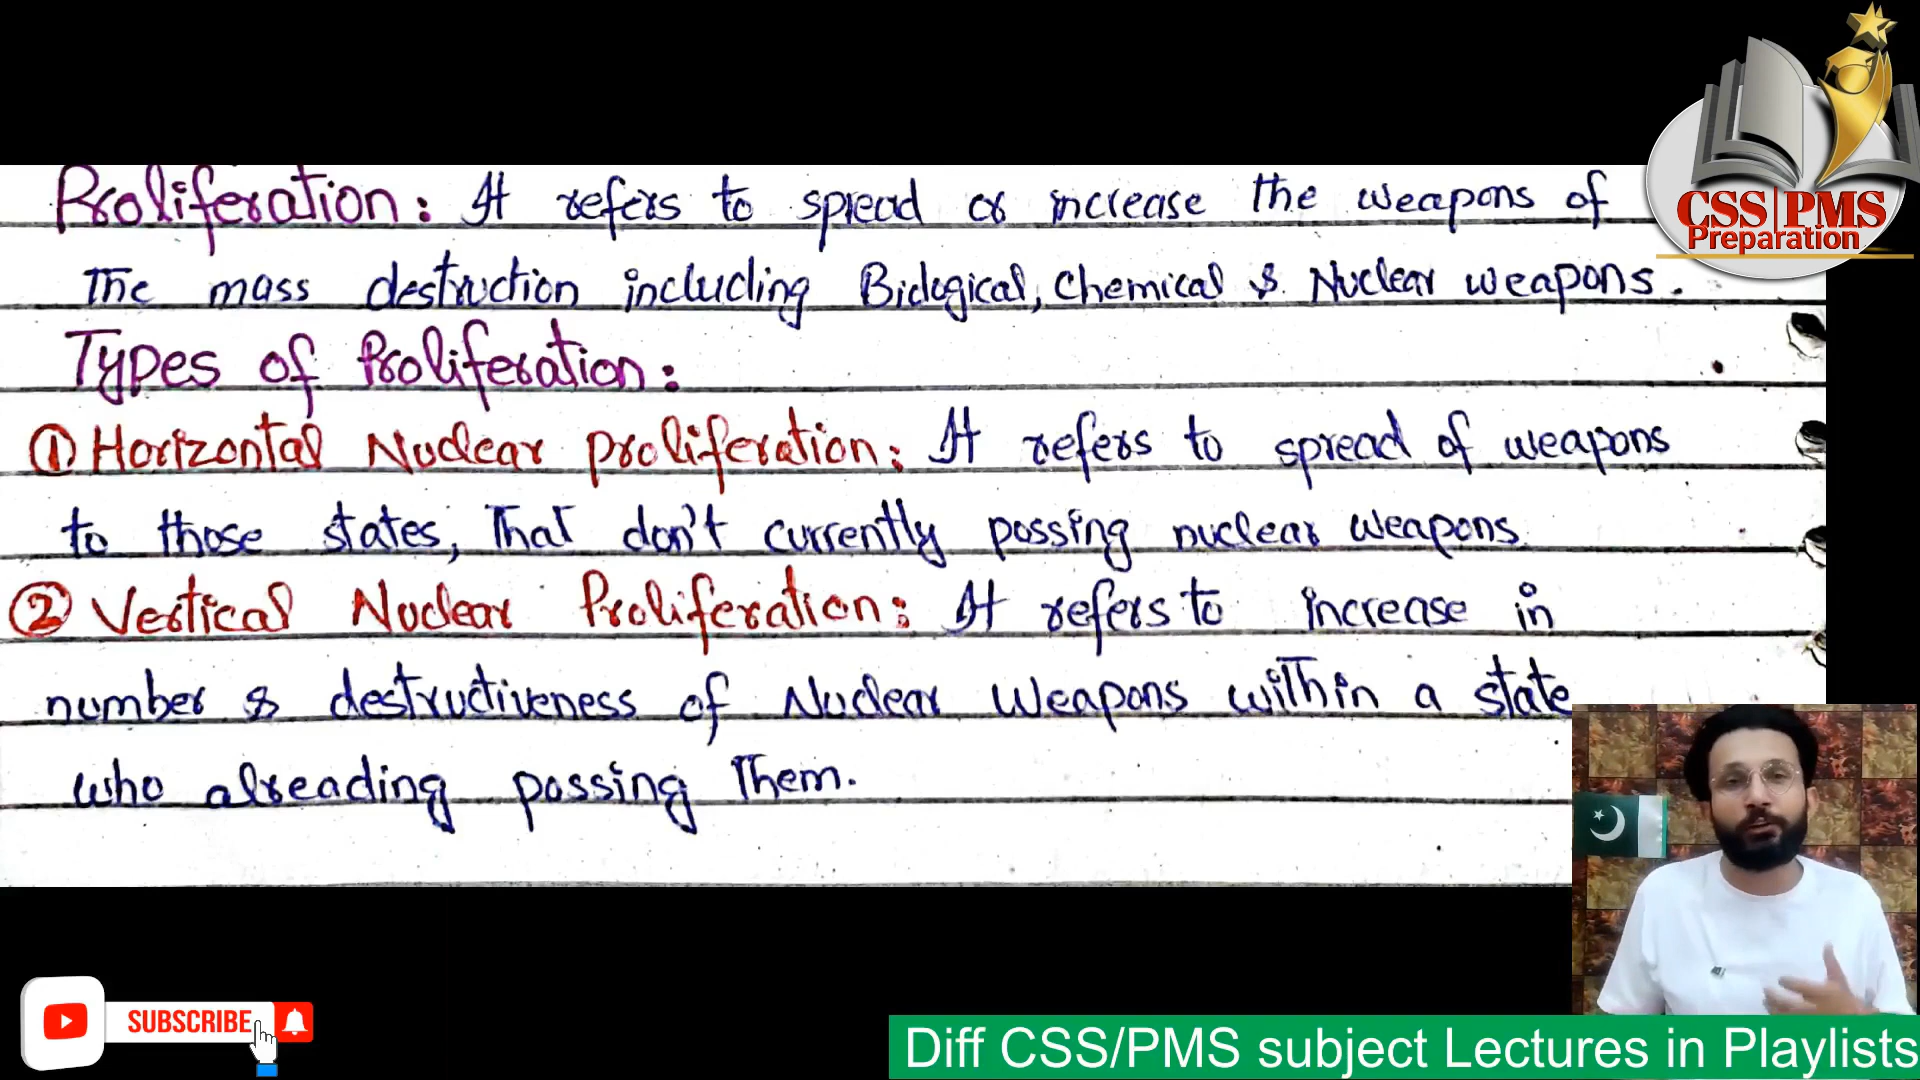 Proliferation: It refers to spread or increase the weapons of
The mass destruction including Biological, Chemical & Nuclear weapons.
Types of Proliferation:
① Horizontal Nuclear proliferation: It refers to spread of weapons
to those states, That don't currently possing nuclear weapons.
② Vertical Nuclear Proliferation: It refers to increase in
number & destructiveness of Nuclear Weapons within a state
who alreading possing Them.
CSS|PMS
Preparation
SUBSCRIBE
Diff CSS/PMS subject Lectures in Playlists